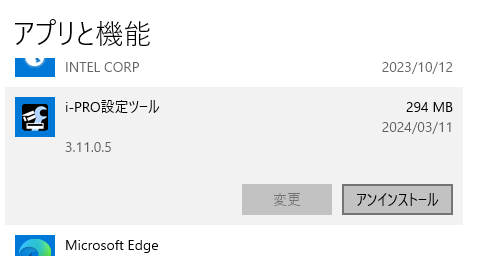 アプリと機能
INTEL CORP 2023/10/12
i-PRO設定ツール 294 MB
2024/03/11
3.11.0.5
変更 アンインストール
Microsoft Edge